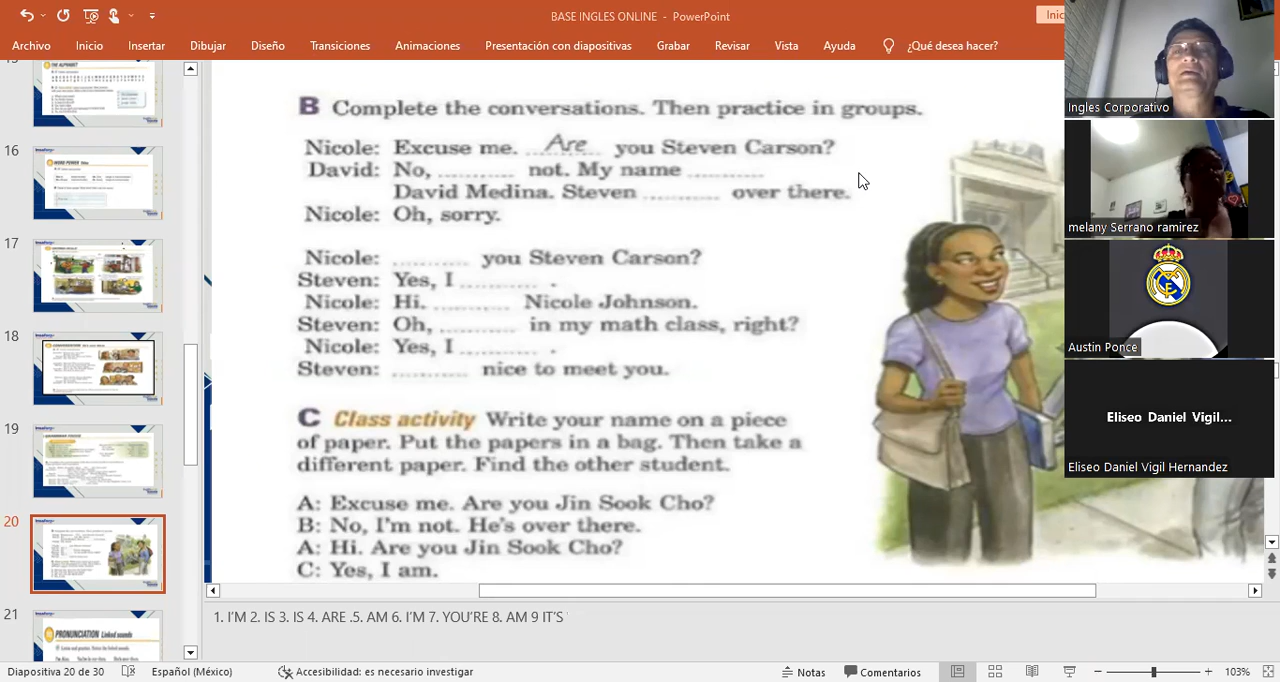 BASE INGLES ONLINE - PowerPoint
Inic
Archivo Inicio Insertar Dibujar Diseño Transiciones Animaciones Presentación con diapositivas Grabar Revisar Vista Ayuda ¿Qué desea hacer?
16
17
18
19
20
21
PRONUNCIATION Linked sounds
B Complete the conversations. Then practice in groups.
Nicole: Excuse me. Are you Steven Carson?
David: No, .......... not. My name ..........
David Medina. Steven .......... over there.
Nicole: Oh, sorry.
Nicole: .......... you Steven Carson?
Steven: Yes, I .......... .
Nicole: Hi. .......... Nicole Johnson.
Steven: Oh, .......... in my math class, right?
Nicole: Yes, I .......... .
Steven: .......... nice to meet you.
C Class activity Write your name on a piece
of paper. Put the papers in a bag. Then take a
different paper. Find the other student.
A: Excuse me. Are you Jin Sook Cho?
B: No, I'm not. He's over there.
A: Hi. Are you Jin Sook Cho?
C: Yes, I am.
1. I'M 2. IS 3. IS 4. ARE .5. AM 6. I'M 7. YOU'RE 8. AM 9 IT'S
Ingles Corporativo
melany Serrano ramirez
Austin Ponce
Eliseo Daniel Vigil...
Eliseo Daniel Vigil Hernandez
Diapositiva 20 de 30 Español (México) Accesibilidad: es necesario investigar Notas Comentarios 103%